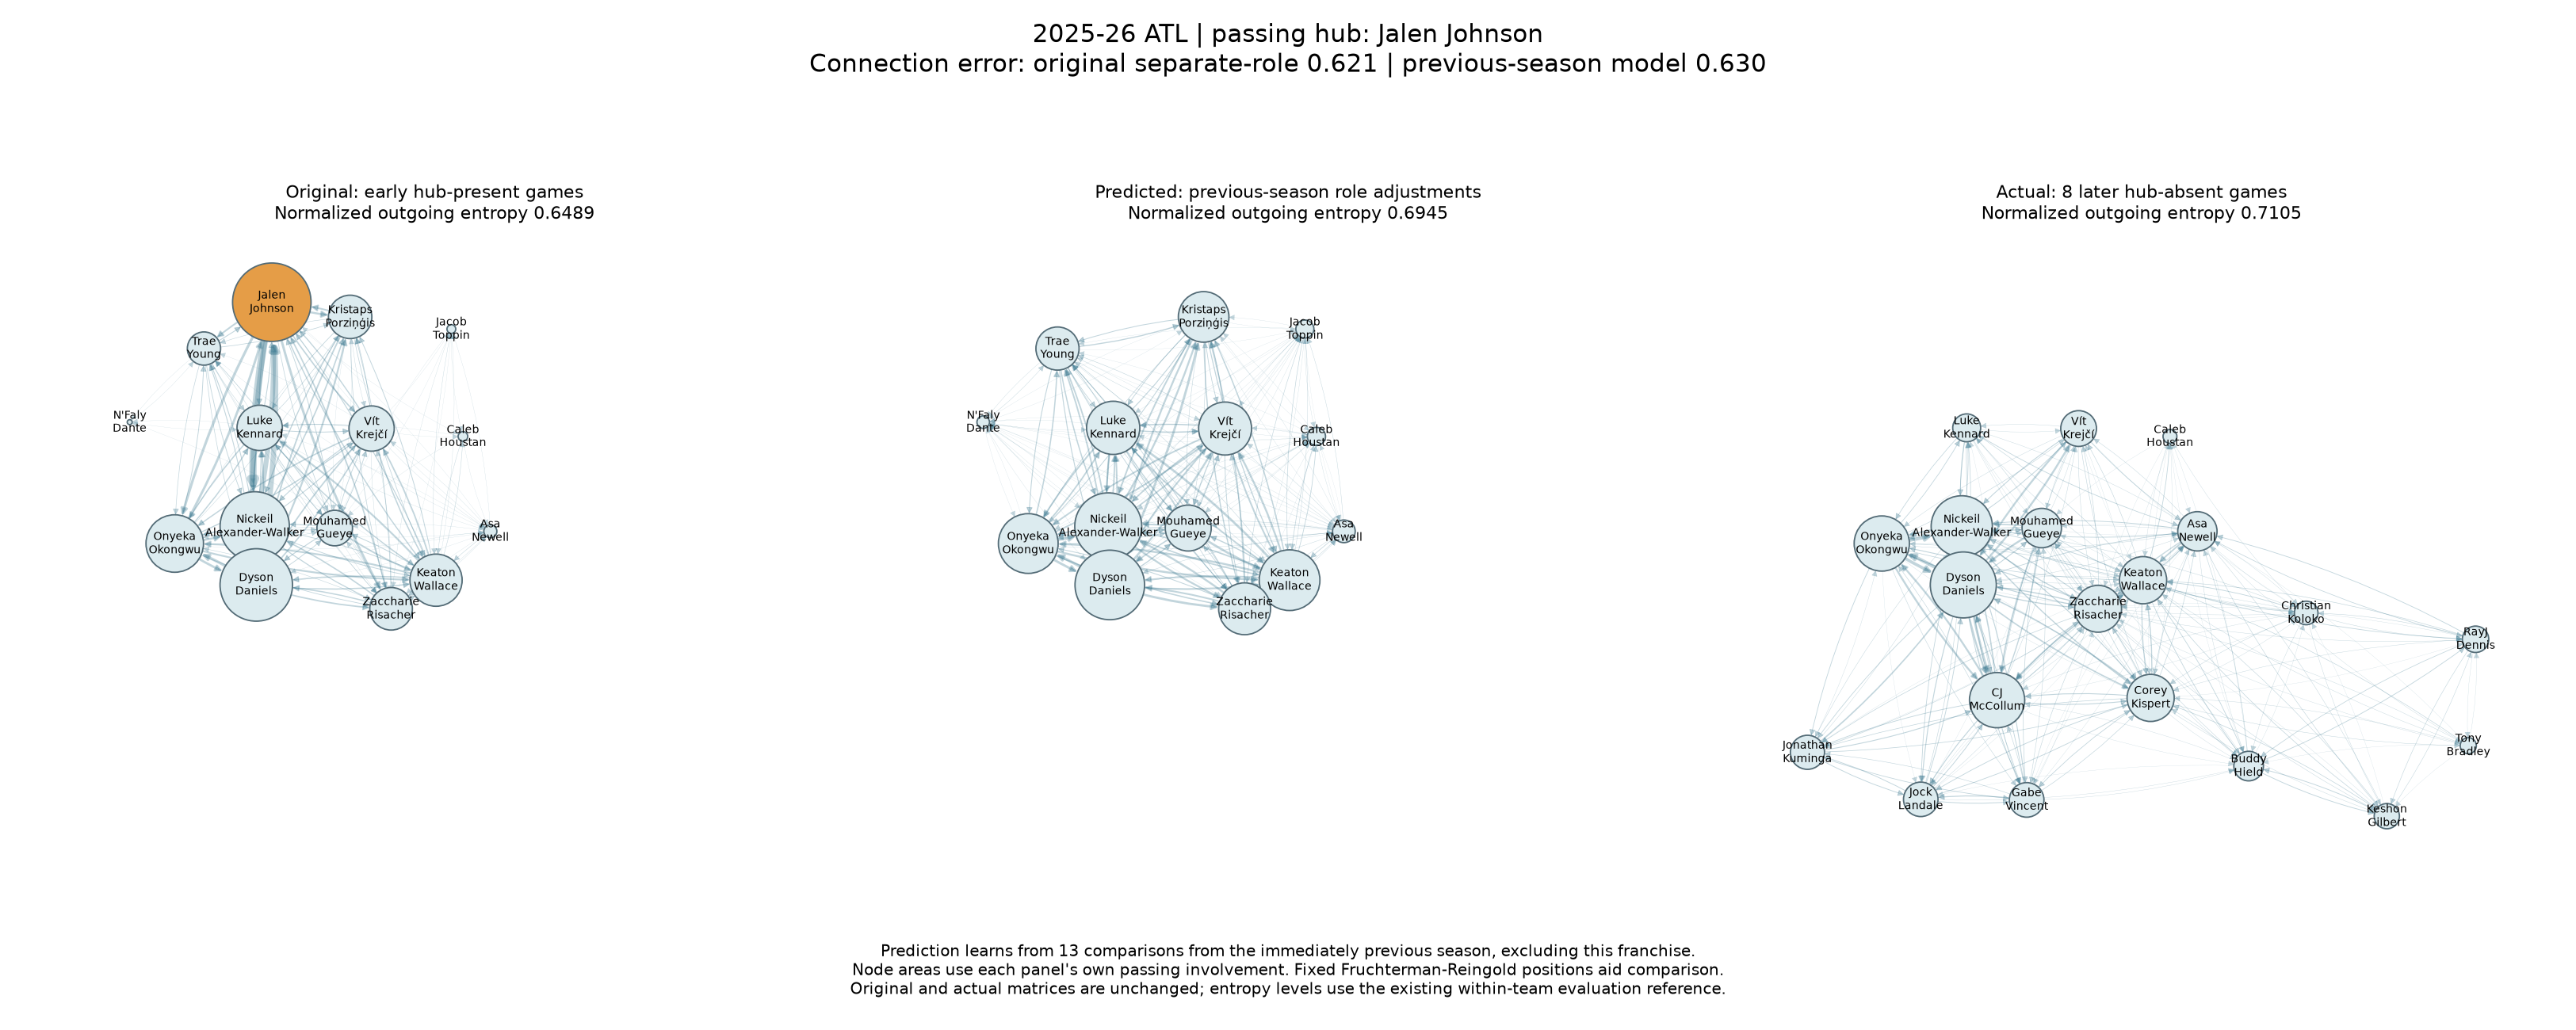 2025-26 ATL | passing hub: Jalen Johnson
Connection error: original separate-role 0.621 | previous-season model 0.630
Original: early hub-present games
Normalized outgoing entropy 0.6489
Jalen
Johnson
Kristaps
Porziņģis
Jacob
Toppin
Trae
Young
N'Faly
Dante
Luke
Kennard
Vít
Krejčí
Caleb
Houstan
Nickeil
Alexander-Walker
Mouhamed
Gueye
Asa
Newell
Onyeka
Okongwu
Dyson
Daniels
Keaton
Wallace
Zaccharie
Risacher
Predicted: previous-season role adjustments
Normalized outgoing entropy 0.6945
Kristaps
Porziņģis
Jacob
Toppin
Trae
Young
N'Faly
Dante
Luke
Kennard
Vít
Krejčí
Caleb
Houstan
Nickeil
Alexander-Walker
Mouhamed
Gueye
Asa
Newell
Onyeka
Okongwu
Dyson
Daniels
Keaton
Wallace
Zaccharie
Risacher
Actual: 8 later hub-absent games
Normalized outgoing entropy 0.7105
Luke
Kennard
Vít
Krejčí
Caleb
Houstan
Nickeil
Alexander-Walker
Mouhamed
Gueye
Asa
Newell
Onyeka
Okongwu
Dyson
Daniels
Keaton
Wallace
Zaccharie
Risacher
Christian
Koloko
RayJ
Dennis
CJ
McCollum
Corey
Kispert
Jonathan
Kuminga
Tony
Bradley
Buddy
Hield
Jock
Landale
Gabe
Vincent
Keshon
Gilbert
Prediction learns from 13 comparisons from the immediately previous season, excluding this franchise.
Node areas use each panel's own passing involvement. Fixed Fruchterman-Reingold positions aid comparison.
Original and actual matrices are unchanged; entropy levels use the existing within-team evaluation reference.